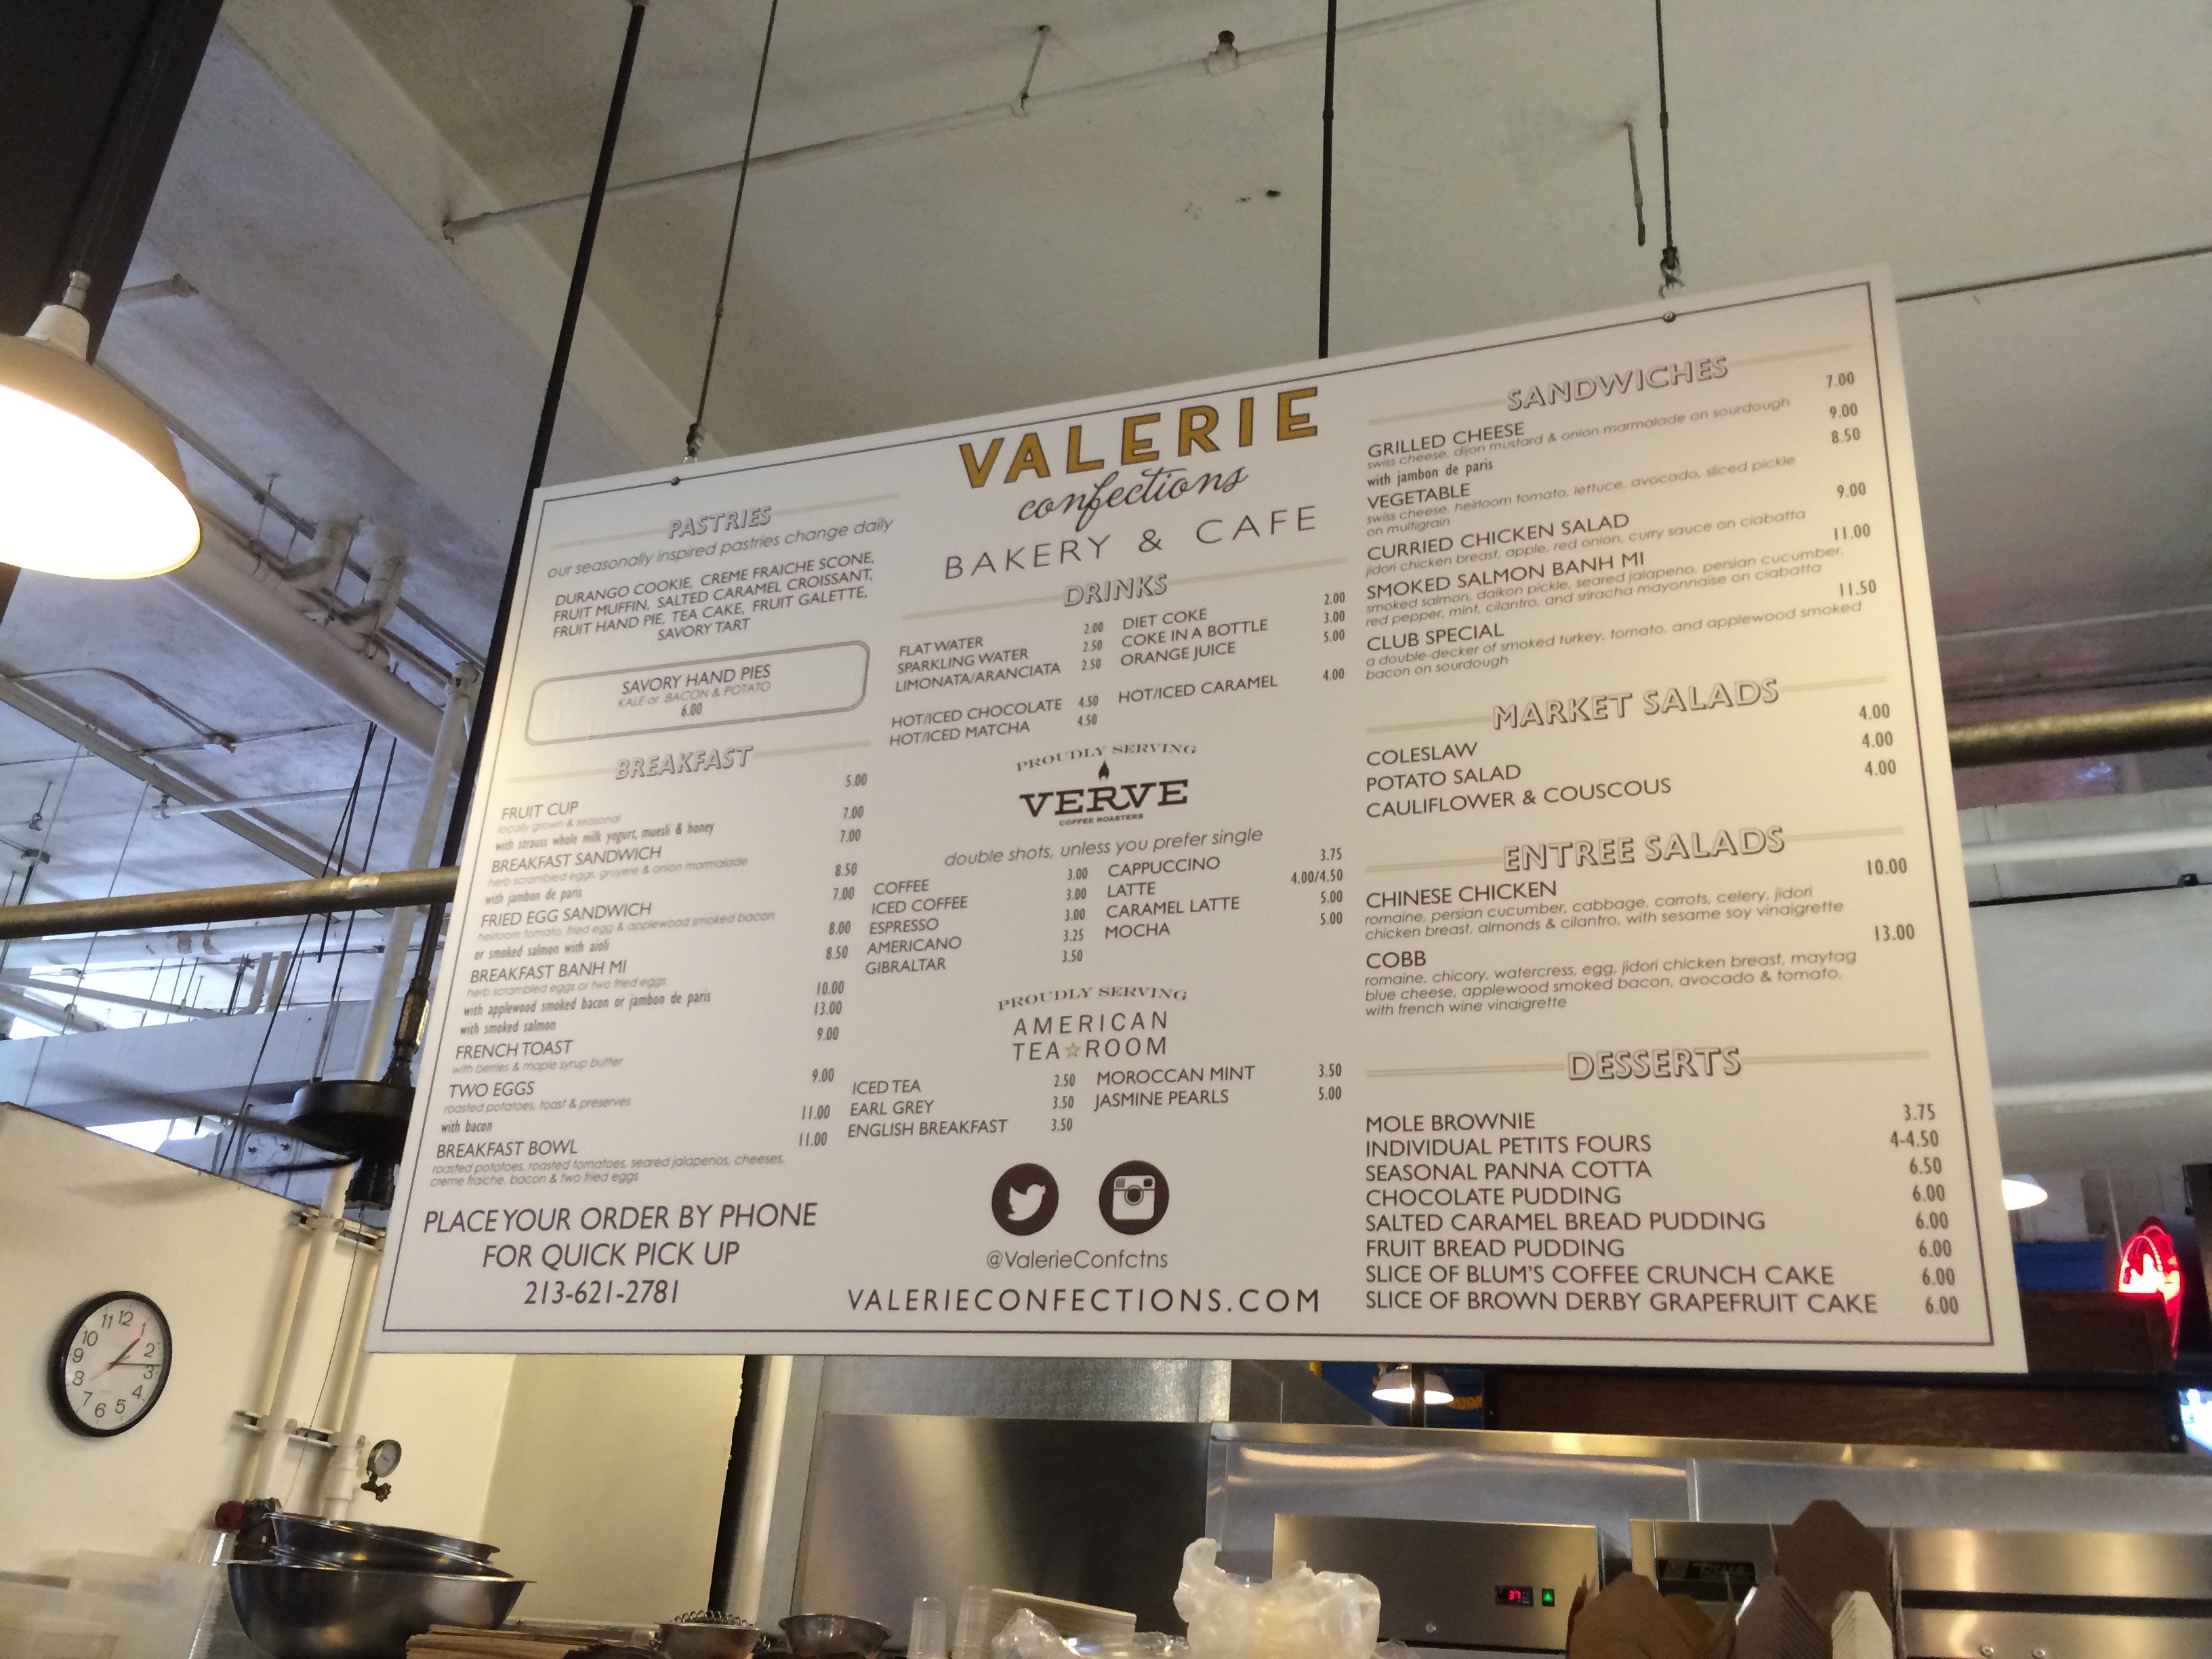 VALERIE
confections
BAKERY & CAFE
PASTRIES
our seasonally inspired pastries change daily
DURANGO COOKIE, CREME FRAICHE SCONE,
FRUIT MUFFIN, SALTED CARAMEL CROISSANT,
FRUIT HAND PIE, TEA CAKE, FRUIT GALETTE,
SAVORY TART
SAVORY HAND PIES
KALE or BACON & POTATO
6.00
BREAKFAST
FRUIT CUP 5.00
locally grown & seasonal
with strauss whole milk yogurt, muesli & honey 7.00
BREAKFAST SANDWICH 7.00
herb scrambled eggs, gruyere & onion marmalade
with jambon de paris 8.50
FRIED EGG SANDWICH 7.00
heirloom tomato, fried egg & applewood smoked bacon
or smoked salmon with aioli 8.00
BREAKFAST BANH MI 8.50
herb scrambled eggs or two fried eggs
with applewood smoked bacon or jambon de paris 10.00
with smoked salmon 13.00
FRENCH TOAST 9.00
with berries & maple syrup butter
TWO EGGS 9.00
roasted potatoes, toast & preserves
with bacon 11.00
BREAKFAST BOWL 11.00
roasted potatoes, roasted tomatoes, seared jalapenos, cheeses,
creme fraiche, bacon & two fried eggs
PLACE YOUR ORDER BY PHONE
FOR QUICK PICK UP
213-621-2781
DRINKS
FLAT WATER 2.00
SPARKLING WATER 2.50
LIMONATA/ARANCIATA 2.50
DIET COKE 2.00
COKE IN A BOTTLE 3.00
ORANGE JUICE 5.00
HOT/ICED CHOCOLATE 4.50
HOT/ICED MATCHA 4.50
HOT/ICED CARAMEL 4.00
PROUDLY SERVING
VERVE
COFFEE ROASTERS
double shots, unless you prefer single
COFFEE 3.00
ICED COFFEE 3.00
ESPRESSO 3.00
AMERICANO 3.25
GIBRALTAR 3.50
CAPPUCCINO 3.75
LATTE 4.00/4.50
CARAMEL LATTE 5.00
MOCHA 5.00
PROUDLY SERVING
AMERICAN
TEA ROOM
ICED TEA 2.50
EARL GREY 3.50
ENGLISH BREAKFAST 3.50
MOROCCAN MINT 3.50
JASMINE PEARLS 5.00
@ValerieConfctns
VALERIECONFECTIONS.COM
SANDWICHES
GRILLED CHEESE 7.00
swiss cheese, dijon mustard & onion marmalade on sourdough
with jambon de paris 9.00
VEGETABLE 8.50
swiss cheese, heirloom tomato, lettuce, avocado, sliced pickle
on multigrain
CURRIED CHICKEN SALAD 9.00
jidori chicken breast, apple, red onion, curry sauce on ciabatta
SMOKED SALMON BANH MI 11.00
smoked salmon, daikon pickle, seared jalapeno, persian cucumber,
red pepper, mint, cilantro, and sriracha mayonnaise on ciabatta
CLUB SPECIAL 11.50
a double-decker of smoked turkey, tomato, and applewood smoked
bacon on sourdough
MARKET SALADS
COLESLAW 4.00
POTATO SALAD 4.00
CAULIFLOWER & COUSCOUS 4.00
ENTREE SALADS
CHINESE CHICKEN 10.00
romaine, persian cucumber, cabbage, carrots, celery, jidori
chicken breast, almonds & cilantro, with sesame soy vinaigrette
COBB 13.00
romaine, chicory, watercress, egg, jidori chicken breast, maytag
blue cheese, applewood smoked bacon, avocado & tomato,
with french wine vinaigrette
DESSERTS
MOLE BROWNIE 3.75
INDIVIDUAL PETITS FOURS 4-4.50
SEASONAL PANNA COTTA 6.50
CHOCOLATE PUDDING 6.00
SALTED CARAMEL BREAD PUDDING 6.00
FRUIT BREAD PUDDING 6.00
SLICE OF BLUM'S COFFEE CRUNCH CAKE 6.00
SLICE OF BROWN DERBY GRAPEFRUIT CAKE 6.00
12
1
2
3
4
5
6
7
8
9
10
11
37